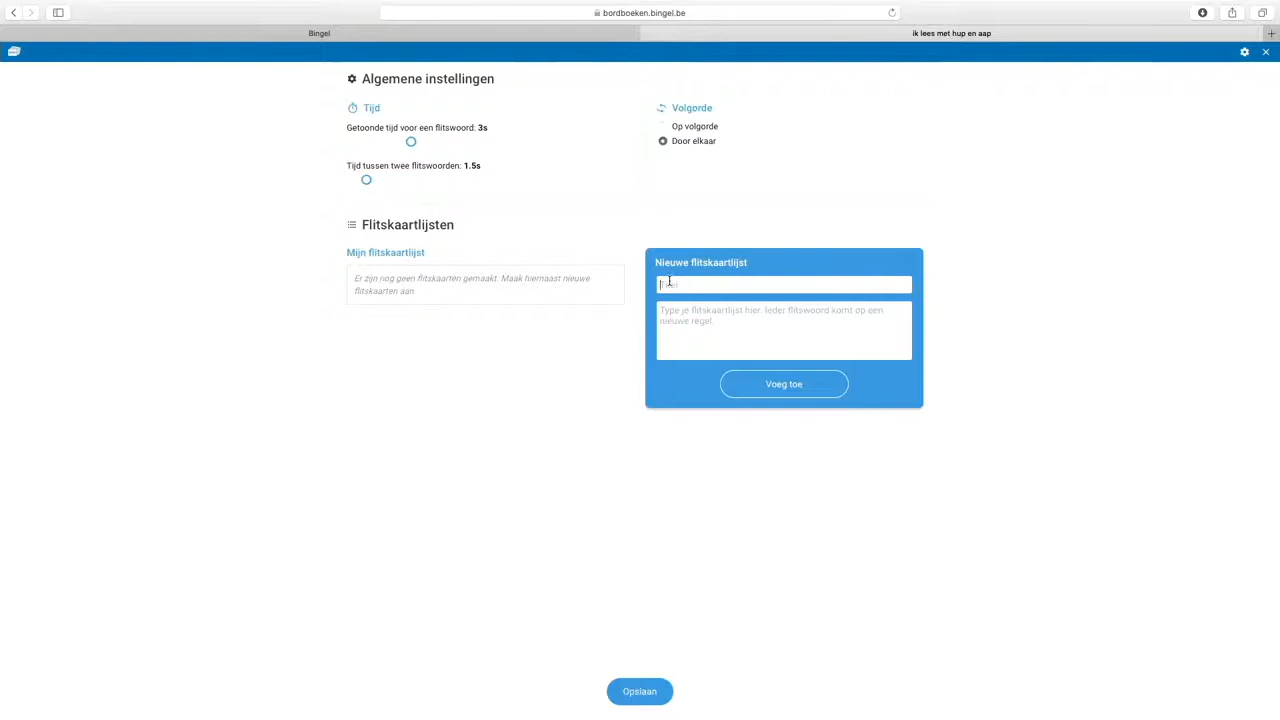 bordboeken.bingel.be
Bingel
ik lees met hup en aap
Algemene instellingen
Tijd
Getoonde tijd voor een flitswoord: 3s
Tijd tussen twee flitswoorden: 1.5s
Volgorde
Op volgorde
Door elkaar
Flitskaartlijsten
Mijn flitskaartlijst
Er zijn nog geen flitskaarten gemaakt. Maak hiernaast nieuwe
flitskaarten aan.
Nieuwe flitskaartlijst
Type je flitskaartlijst hier. Ieder flitswoord komt op een
nieuwe regel.
Voeg toe
Opslaan